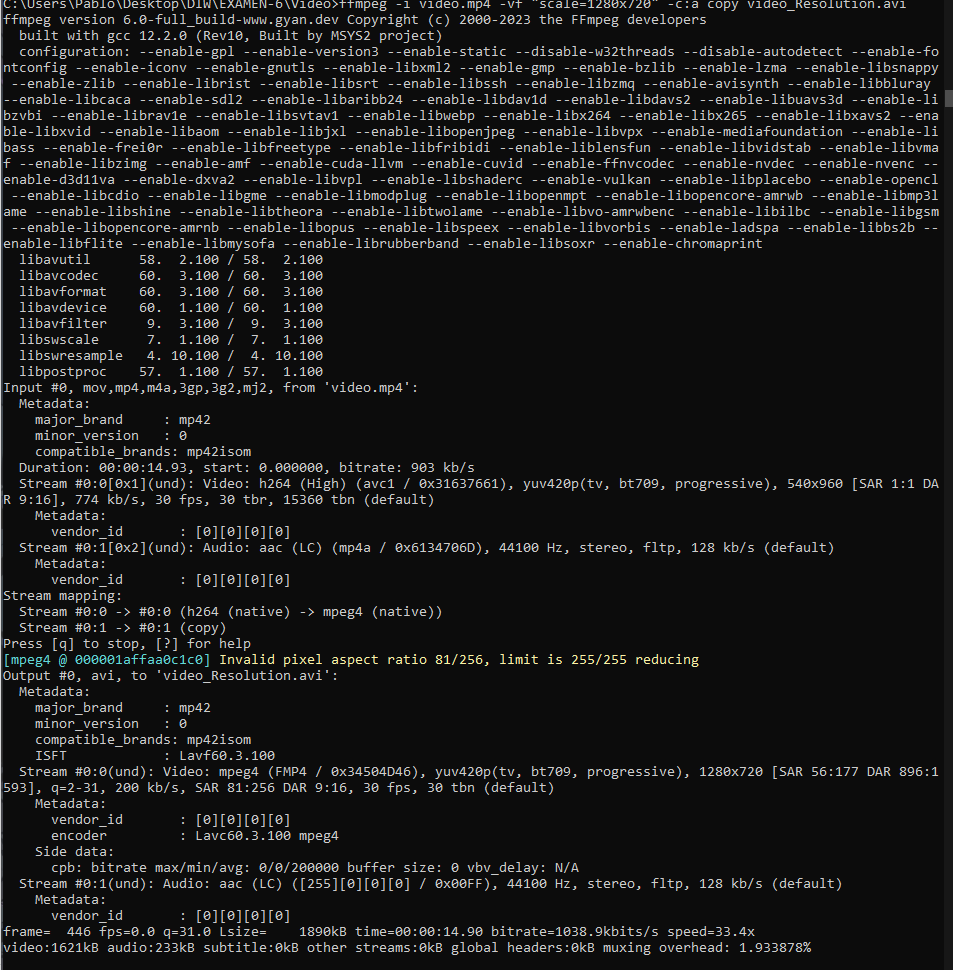 C:\Users\Pablo\Desktop\DIW\EXAMEN-6\Video>ffmpeg -i video.mp4 -vf "scale=1280x720" -c:a copy video_Resolution.avi
ffmpeg version 6.0-full_build-www.gyan.dev Copyright (c) 2000-2023 the FFmpeg developers
  built with gcc 12.2.0 (Rev10, Built by MSYS2 project)
  configuration: --enable-gpl --enable-version3 --enable-static --disable-w32threads --disable-autodetect --enable-fo
ntconfig --enable-iconv --enable-gnutls --enable-libxml2 --enable-gmp --enable-bzlib --enable-lzma --enable-libsnappy
 --enable-zlib --enable-librist --enable-libsrt --enable-libssh --enable-libzmq --enable-avisynth --enable-libbluray
--enable-libcaca --enable-sdl2 --enable-libaribb24 --enable-libdav1d --enable-libdavs2 --enable-libuavs3d --enable-li
bzvbi --enable-librav1e --enable-libsvtav1 --enable-libwebp --enable-libx264 --enable-libx265 --enable-libxavs2 --ena
ble-libxvid --enable-libaom --enable-libjxl --enable-libopenjpeg --enable-libvpx --enable-mediafoundation --enable-li
bass --enable-frei0r --enable-libfreetype --enable-libfribidi --enable-liblensfun --enable-libvidstab --enable-libvma
f --enable-libzimg --enable-amf --enable-cuda-llvm --enable-cuvid --enable-ffnvcodec --enable-nvdec --enable-nvenc --
enable-d3d11va --enable-dxva2 --enable-libvpl --enable-libshaderc --enable-vulkan --enable-libplacebo --enable-opencl
 --enable-libcdio --enable-libgme --enable-libmodplug --enable-libopenmpt --enable-libopencore-amrwb --enable-libmp3l
ame --enable-libshine --enable-libtheora --enable-libtwolame --enable-libvo-amrwbenc --enable-libilbc --enable-libgsm
 --enable-libopencore-amrnb --enable-libopus --enable-libspeex --enable-libvorbis --enable-ladspa --enable-libbs2b --
enable-libflite --enable-libmysofa --enable-librubberband --enable-libsoxr --enable-chromaprint
  libavutil      58.  2.100 / 58.  2.100
  libavcodec     60.  3.100 / 60.  3.100
  libavformat    60.  3.100 / 60.  3.100
  libavdevice    60.  1.100 / 60.  1.100
  libavfilter     9.  3.100 /  9.  3.100
  libswscale      7.  1.100 /  7.  1.100
  libswresample   4. 10.100 /  4. 10.100
  libpostproc    57.  1.100 / 57.  1.100
Input #0, mov,mp4,m4a,3gp,3g2,mj2, from 'video.mp4':
  Metadata:
    major_brand     : mp42
    minor_version   : 0
    compatible_brands: mp42isom
  Duration: 00:00:14.93, start: 0.000000, bitrate: 903 kb/s
  Stream #0:0[0x1](und): Video: h264 (High) (avc1 / 0x31637661), yuv420p(tv, bt709, progressive), 540x960 [SAR 1:1 DA
R 9:16], 774 kb/s, 30 fps, 30 tbr, 15360 tbn (default)
    Metadata:
      vendor_id       : [0][0][0][0]
  Stream #0:1[0x2](und): Audio: aac (LC) (mp4a / 0x6134706D), 44100 Hz, stereo, fltp, 128 kb/s (default)
    Metadata:
      vendor_id       : [0][0][0][0]
Stream mapping:
  Stream #0:0 -> #0:0 (h264 (native) -> mpeg4 (native))
  Stream #0:1 -> #0:1 (copy)
Press [q] to stop, [?] for help
[mpeg4 @ 000001affaa0c1c0] Invalid pixel aspect ratio 81/256, limit is 255/255 reducing
Output #0, avi, to 'video_Resolution.avi':
  Metadata:
    major_brand     : mp42
    minor_version   : 0
    compatible_brands: mp42isom
    ISFT            : Lavf60.3.100
  Stream #0:0(und): Video: mpeg4 (FMP4 / 0x34504D46), yuv420p(tv, bt709, progressive), 1280x720 [SAR 56:177 DAR 896:1
593], q=2-31, 200 kb/s, SAR 81:256 DAR 9:16, 30 fps, 30 tbn (default)
    Metadata:
      vendor_id       : [0][0][0][0]
      encoder         : Lavc60.3.100 mpeg4
    Side data:
      cpb: bitrate max/min/avg: 0/0/200000 buffer size: 0 vbv_delay: N/A
  Stream #0:1(und): Audio: aac (LC) ([255][0][0][0] / 0x00FF), 44100 Hz, stereo, fltp, 128 kb/s (default)
    Metadata:
      vendor_id       : [0][0][0][0]
frame=  446 fps=0.0 q=31.0 Lsize=    1890kB time=00:00:14.90 bitrate=1038.9kbits/s speed=33.4x
video:1621kB audio:233kB subtitle:0kB other streams:0kB global headers:0kB muxing overhead: 1.933878%